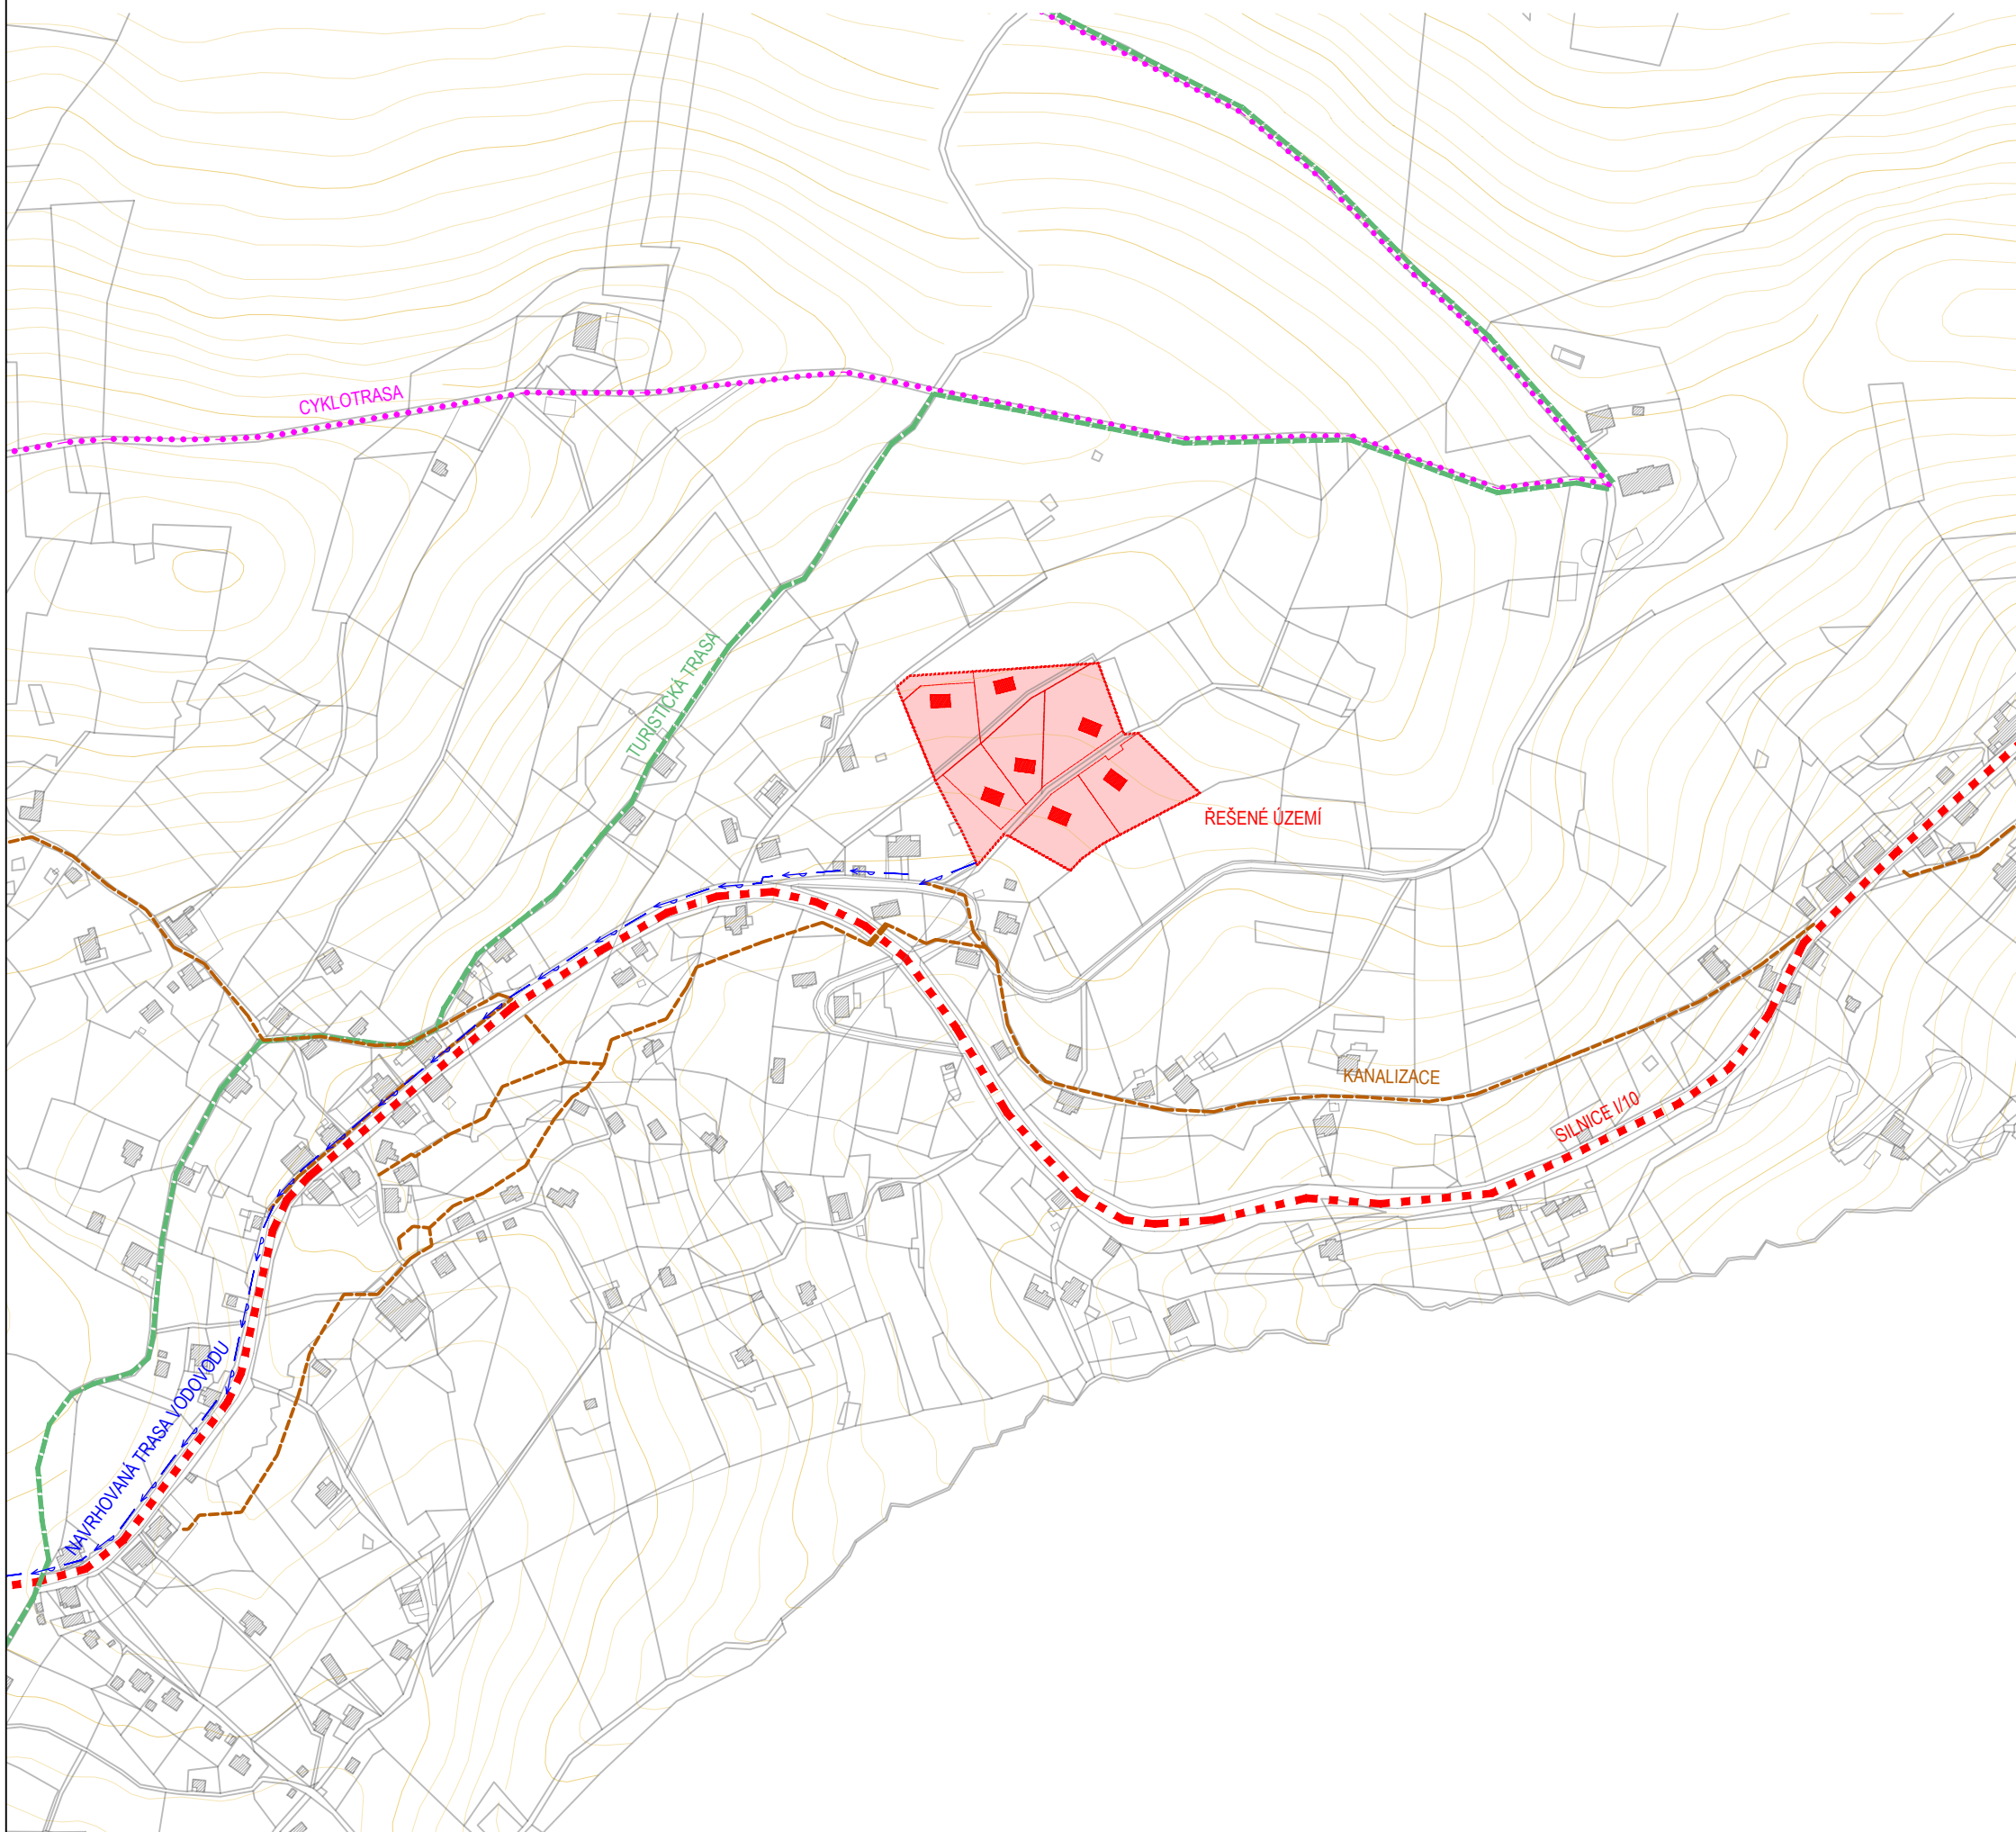 CYKLOTRASA
TURISTICKÁ TRASA
ŘEŠENÉ ÚZEMÍ
KANALIZACE
SILNICE I/10
NAVRHOVANÁ TRASA VODOVODU